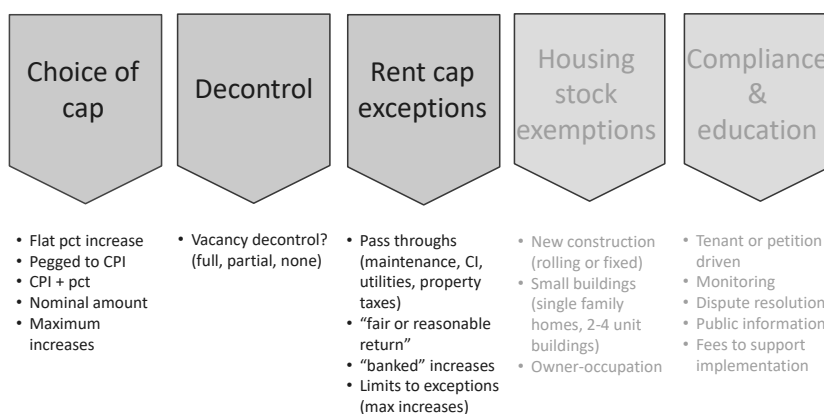 Choice of
cap
Decontrol
Rent cap
exceptions
Housing
stock
exemptions
Compliance
&
education
• Flat pct increase
• Pegged to CPI
• CPI + pct
• Nominal amount
• Maximum
increases
• Vacancy decontrol?
(full, partial, none)
• Pass throughs
(maintenance, CI,
utilities, property
taxes)
• “fair or reasonable
return”
• “banked” increases
• Limits to exceptions
(max increases)
• New construction
(rolling or fixed)
• Small buildings
(single family
homes, 2-4 unit
buildings)
• Owner-occupation
• Tenant or petition
driven
• Monitoring
• Dispute resolution
• Public information
• Fees to support
implementation